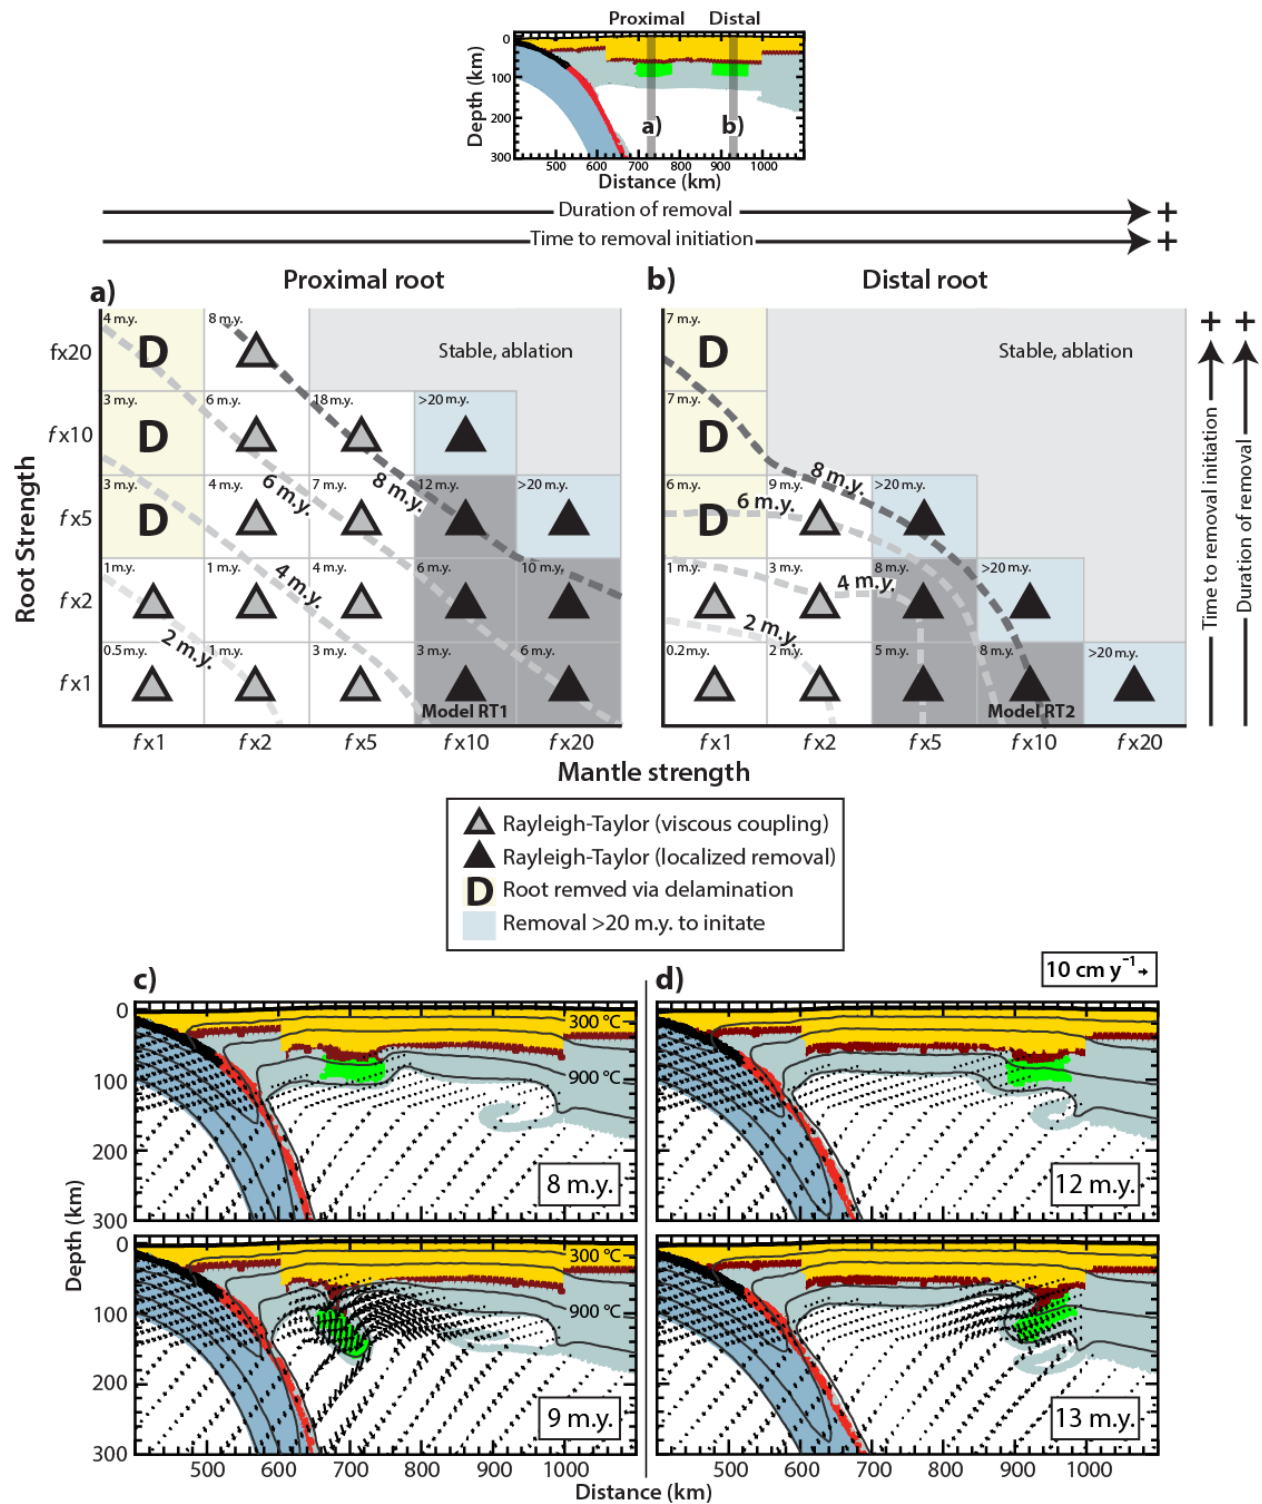 Proximal Distal
0
100
200
300
Depth (km)
a) b)
500 600 700 800 900 1000
Distance (km)
Duration of removal +
Time to removal initiation +
a) Proximal root
b) Distal root
Root Strength
fx20
fx10
fx5
fx2
fx1
4 m.y. 8 m.y.
D Stable, ablation
3 m.y. 6 m.y. 18 m.y. >20 m.y.
D
3 m.y. 4 m.y. 7 m.y. 12 m.y. >20 m.y.
D
1 m.y. 1 m.y. 4 m.y. 6 m.y. 10 m.y.
0.5 m.y. 1 m.y. 3 m.y. 3 m.y. 6 m.y.
2 m.y.
4 m.y.
6 m.y.
8 m.y.
Model RT1
fx1 fx2 fx5 fx10 fx20
7 m.y.
D Stable, ablation
7 m.y.
D
6 m.y. 9 m.y. >20 m.y.
D
1 m.y. 3 m.y. 8 m.y. >20 m.y.
0.2 m.y. 2 m.y. 5 m.y. 8 m.y. >20 m.y.
2 m.y.
4 m.y.
6 m.y.
8 m.y.
Model RT2
fx1 fx2 fx5 fx10 fx20
+ +
Time to removal initiation
Duration of removal
Mantle strength
Rayleigh-Taylor (viscous coupling)
Rayleigh-Taylor (localized removal)
D Root remved via delamination
Removal >20 m.y. to initate
10 cm y⁻¹
c)
0
100
200
300
300 °C
900 °C
8 m.y.
d)
12 m.y.
Depth (km)
0
100
200
300
300 °C
900 °C
9 m.y.
13 m.y.
500 600 700 800 900 1000
500 600 700 800 900 1000
Distance (km)